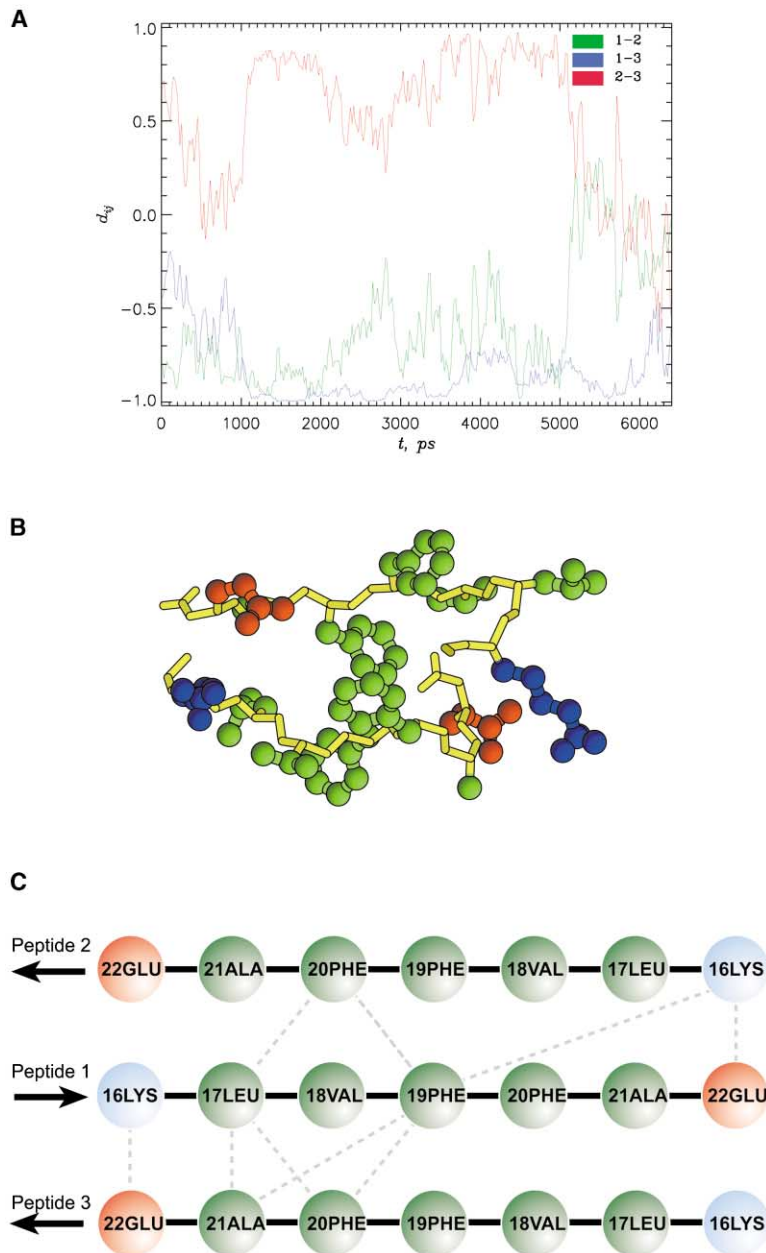 A
1.0
0.5
0.0
−0.5
−1.0
d_ij
1−2
1−3
2−3
0 1000 2000 3000 4000 5000 6000
t, ps
B
C
Peptide 2
22GLU 21ALA 20PHE 19PHE 18VAL 17LEU 16LYS
Peptide 1
16LYS 17LEU 18VAL 19PHE 20PHE 21ALA 22GLU
Peptide 3
22GLU 21ALA 20PHE 19PHE 18VAL 17LEU 16LYS